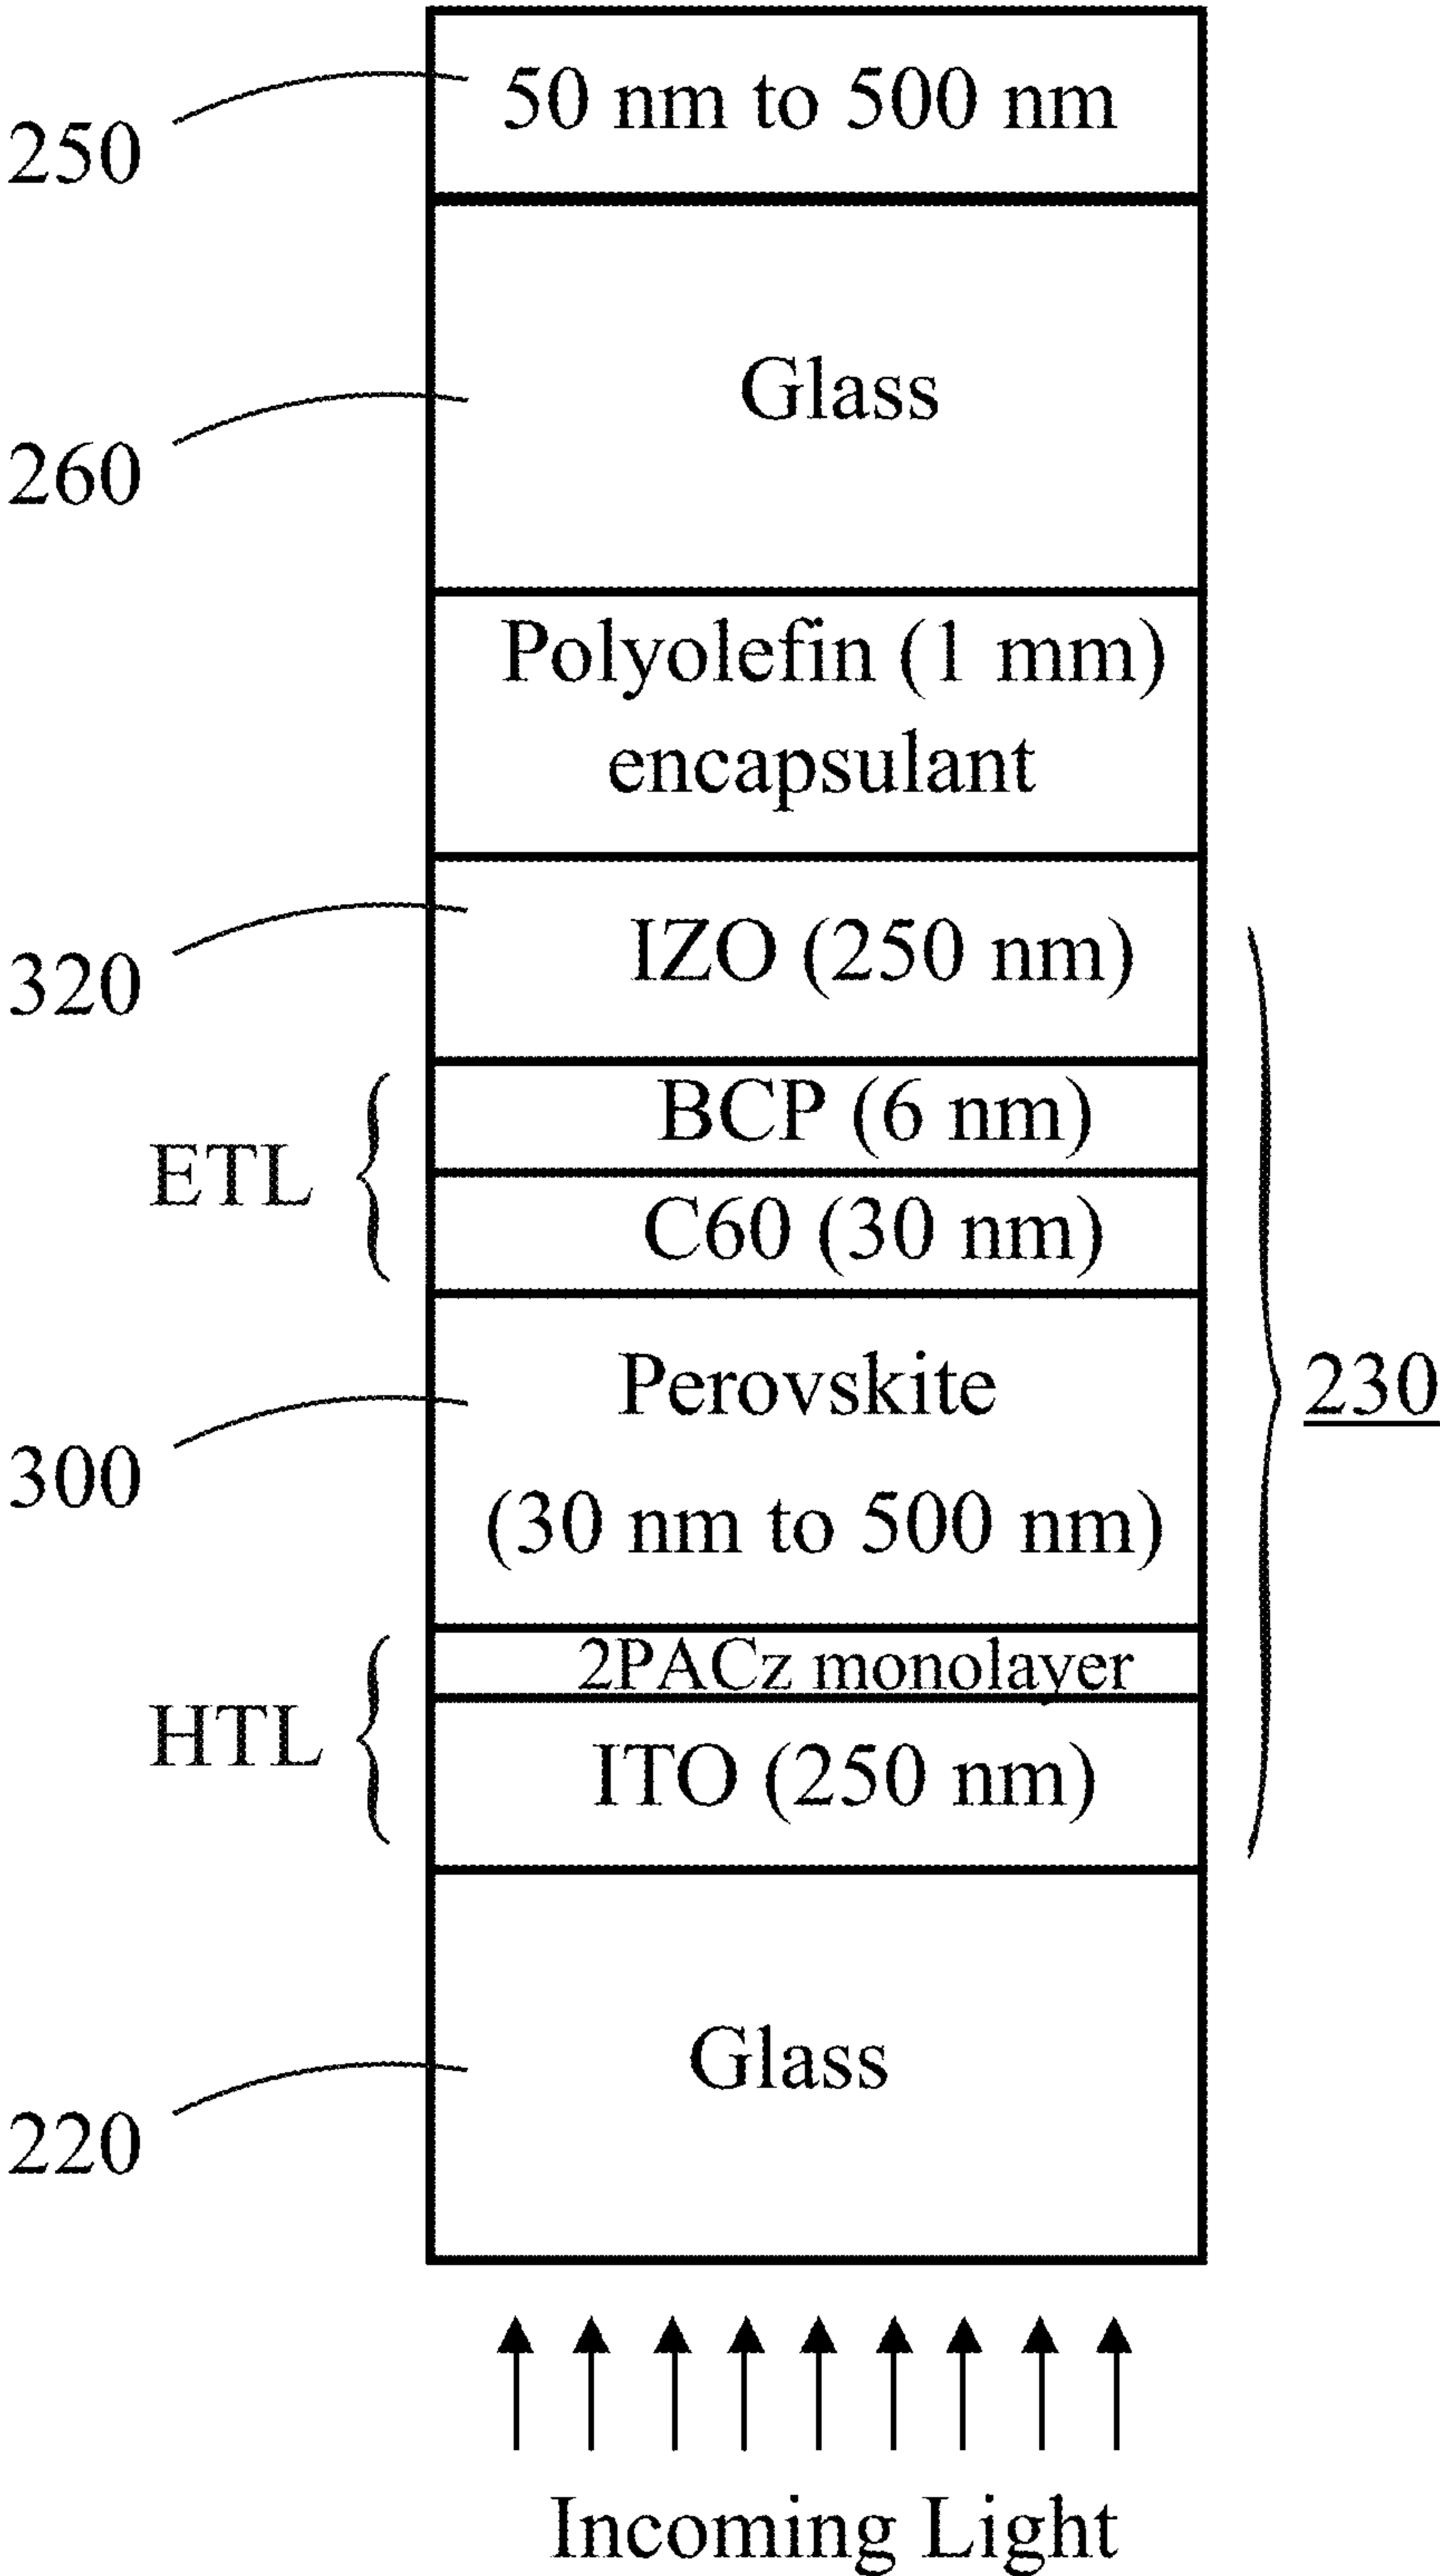 50 nm to 500 nm
250
Glass
260
Polyolefin (1 mm)
encapsulant
IZO (250 nm)
320
BCP (6 nm)
ETL
C60 (30 nm)
Perovskite
230
300
(30 nm to 500 nm)
2PACz monolayer
HTL
ITO (250 nm)
Glass
220
Incoming Light